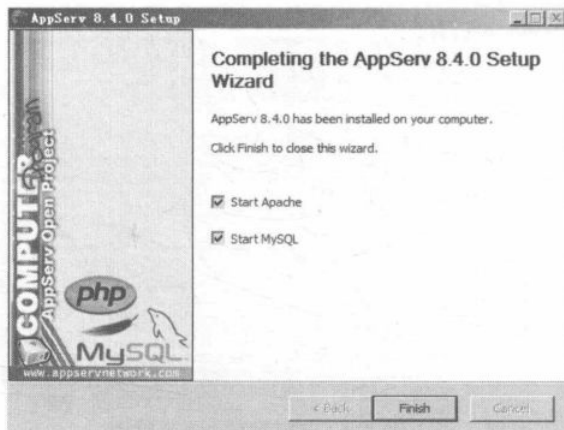 AppServ 8.4.0 Setup
Completing the AppServ 8.4.0 Setup
Wizard
AppServ 8.4.0 has been installed on your computer.
Click Finish to close this wizard.
Start Apache
Start MySQL
COMPUTER
Program
AppServ Open Project
php
MySQL
www.appservnetwork.com
< Back
Finish
Cancel